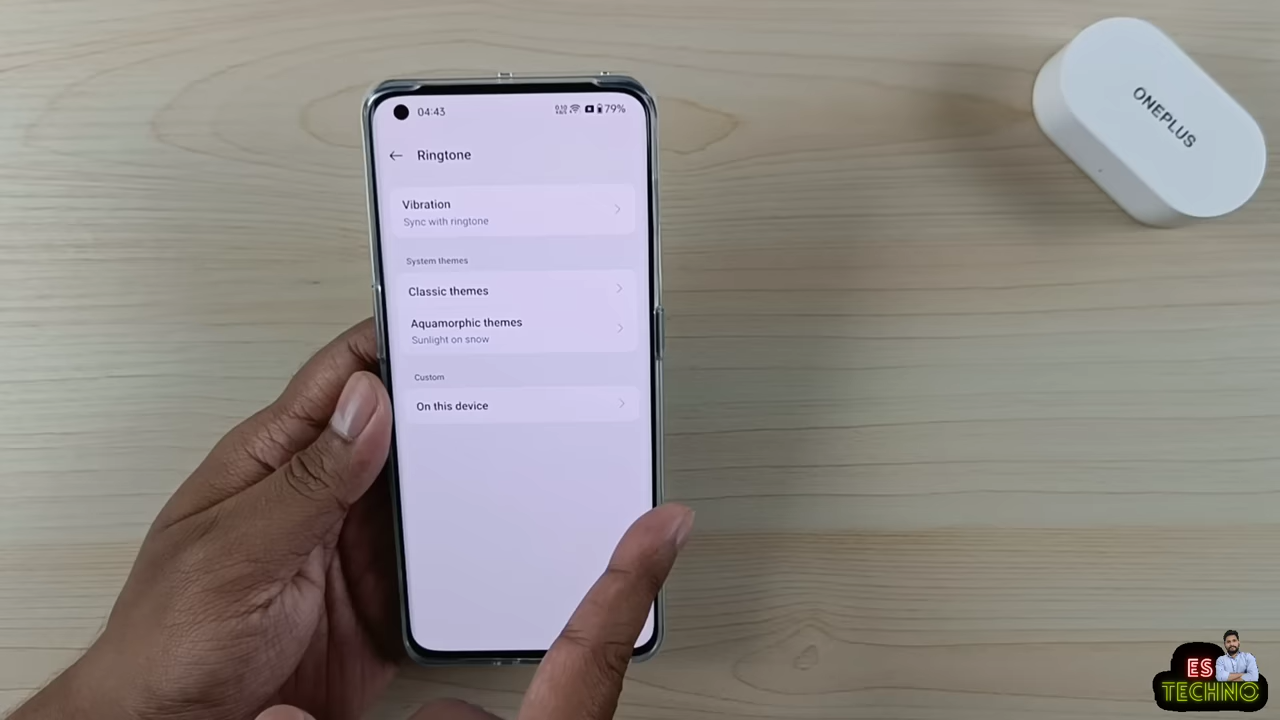 04:43
79%
Ringtone
Vibration
Sync with ringtone
System themes
Classic themes
Aquamorphic themes
Sunlight on snow
Custom
On this device
ONEPLUS
ES
TECHNO